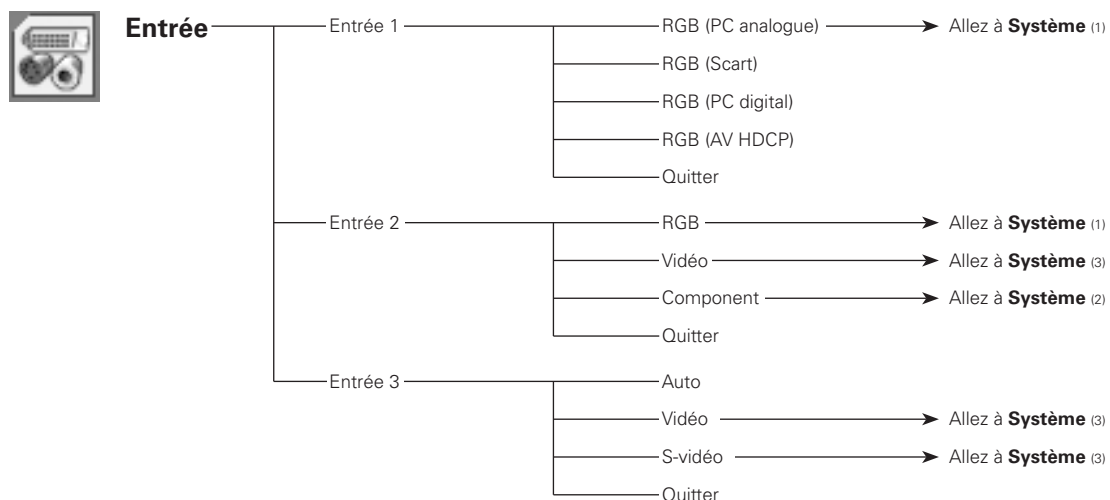 Entrée Entrée 1 RGB (PC analogue) Allez à Système (1)
RGB (Scart)
RGB (PC digital)
RGB (AV HDCP)
Quitter
Entrée 2 RGB Allez à Système (1)
Vidéo Allez à Système (3)
Component Allez à Système (2)
Quitter
Entrée 3 Auto
Vidéo Allez à Système (3)
S-vidéo Allez à Système (3)
Quitter